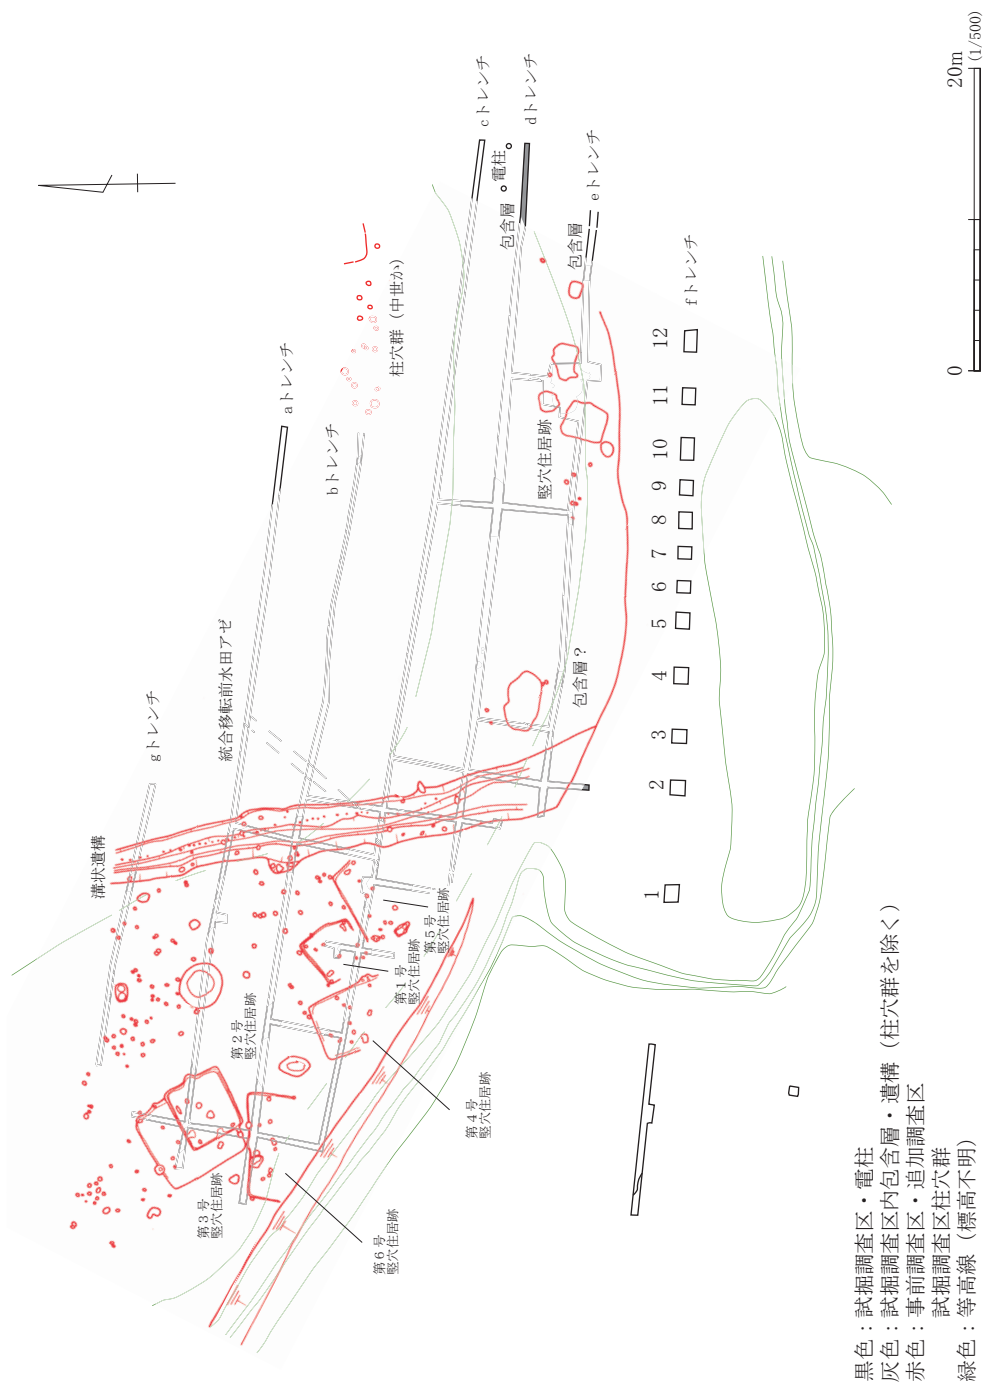 gトレンチ
aトレンチ
bトレンチ
cトレンチ
dトレンチ
eトレンチ
fトレンチ
溝状遺構
統合移転前水田アゼ
柱穴群（中世か）
包含層
電柱
包含層
竪穴住居跡
包含層？
第１号
竪穴住居跡
第２号
竪穴住居跡
第３号
竪穴住居跡
第４号
竪穴住居跡
第５号
竪穴住居跡
第６号
竪穴住居跡
1
2
3
4
5
6
7
8
9
10
11
12
黒色：試掘調査区・電柱
灰色：試掘調査区内包含層・遺構（柱穴群を除く）
赤色：事前調査区・追加調査区
試掘調査区柱穴群
緑色：等高線（標高不明）
0
20m
(1/500)